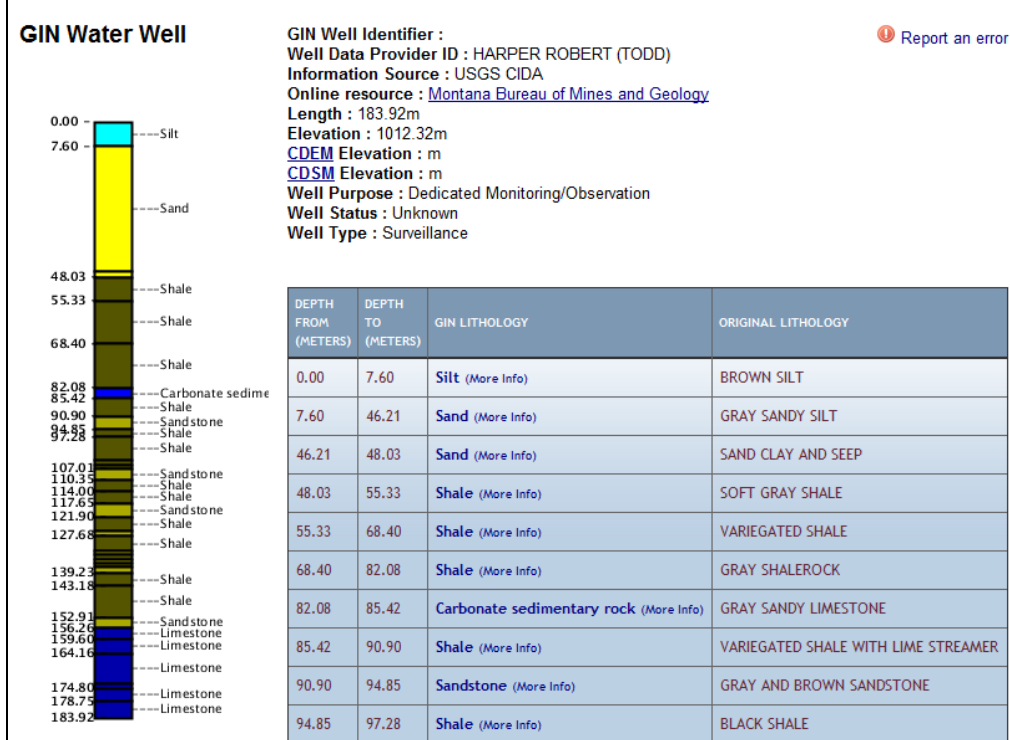 GIN Water Well
GIN Well Identifier :
Well Data Provider ID : HARPER ROBERT (TODD)
Information Source : USGS CIDA
Online resource : Montana Bureau of Mines and Geology
Length : 183.92m
Elevation : 1012.32m
CDEM Elevation : m
CDSM Elevation : m
Well Purpose : Dedicated Monitoring/Observation
Well Status : Unknown
Well Type : Surveillance
Report an error
0.00
Silt
7.60
Sand
48.03
Shale
55.33
Shale
68.40
Shale
82.08
Carbonate sedime
85.42
Shale
90.90
Sandstone
94.85
Shale
97.28
Shale
107.01
Sandstone
110.35
Shale
114.00
Shale
117.65
Sandstone
121.90
Shale
127.68
Shale
139.23
Shale
143.18
Shale
152.91
Sandstone
156.26
Limestone
159.60
Limestone
164.16
Limestone
174.80
Limestone
178.75
Limestone
183.92
DEPTH FROM (METERS) DEPTH TO (METERS) GIN LITHOLOGY ORIGINAL LITHOLOGY
0.00 7.60 Silt (More Info) BROWN SILT
7.60 46.21 Sand (More Info) GRAY SANDY SILT
46.21 48.03 Sand (More Info) SAND CLAY AND SEEP
48.03 55.33 Shale (More Info) SOFT GRAY SHALE
55.33 68.40 Shale (More Info) VARIEGATED SHALE
68.40 82.08 Shale (More Info) GRAY SHALEROCK
82.08 85.42 Carbonate sedimentary rock (More Info) GRAY SANDY LIMESTONE
85.42 90.90 Shale (More Info) VARIEGATED SHALE WITH LIME STREAMER
90.90 94.85 Sandstone (More Info) GRAY AND BROWN SANDSTONE
94.85 97.28 Shale (More Info) BLACK SHALE